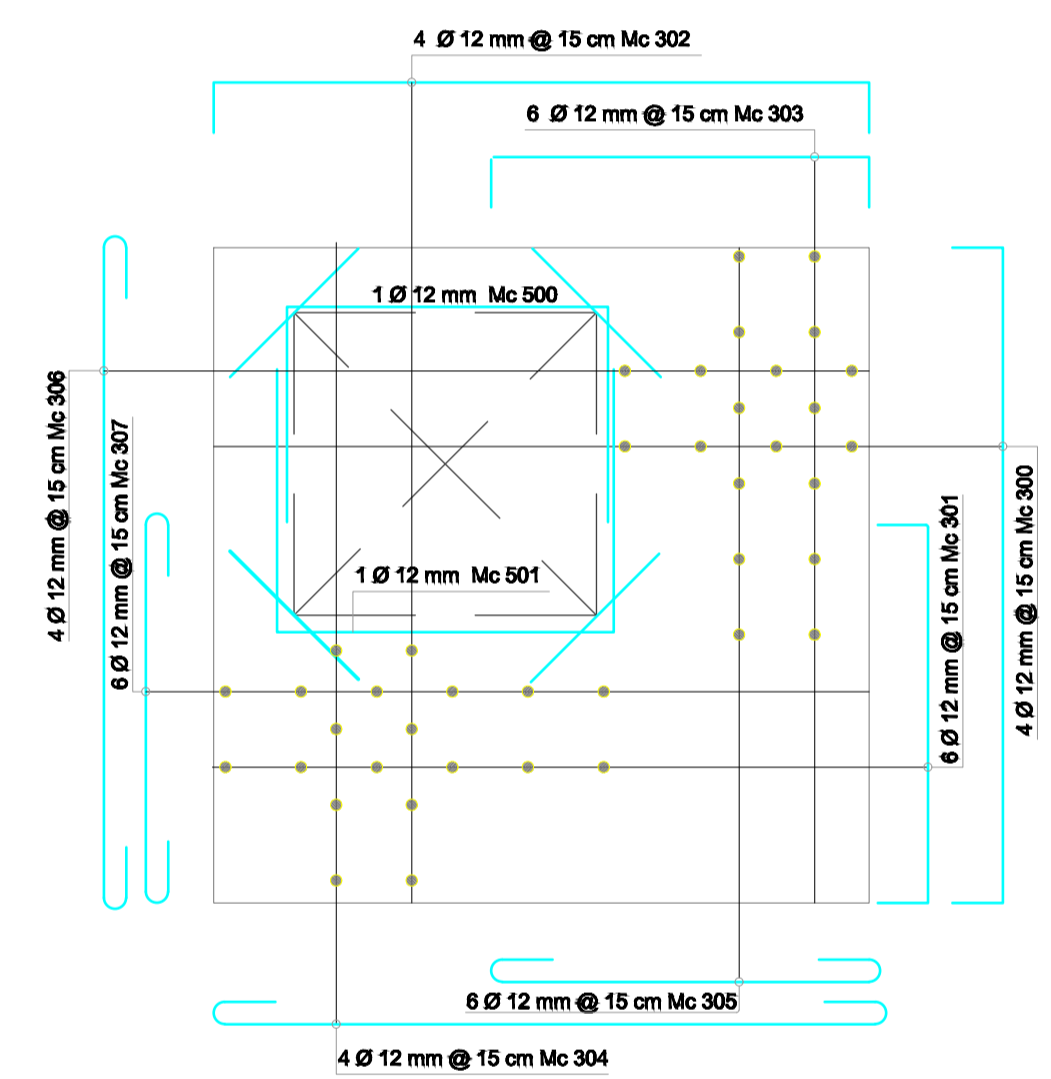 4 Ø 12 mm @ 15 cm Mc 302
6 Ø 12 mm @ 15 cm Mc 303
1 Ø 12 mm Mc 500
4 Ø 12 mm @ 15 cm Mc 306
6 Ø 12 mm @ 15 cm Mc 307
1 Ø 12 mm Mc 501
6 Ø 12 mm @ 15 cm Mc 301
4 Ø 12 mm @ 15 cm Mc 300
6 Ø 12 mm @ 15 cm Mc 305
4 Ø 12 mm @ 15 cm Mc 304